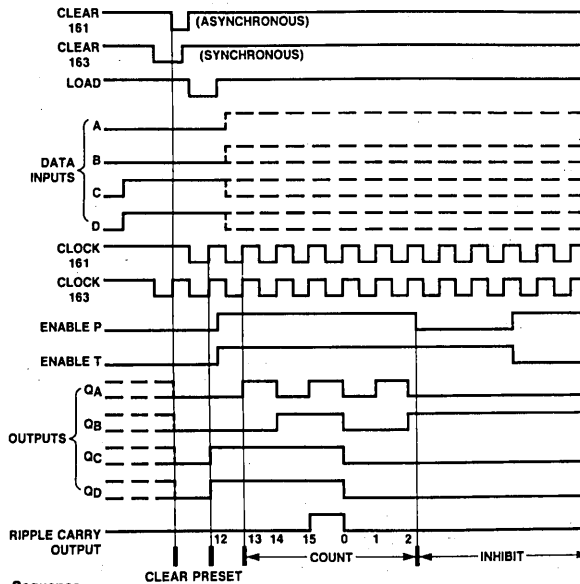 CLEAR
161
(ASYNCHRONOUS)
CLEAR
163
(SYNCHRONOUS)
LOAD
DATA
INPUTS
A
B
C
D
CLOCK
161
CLOCK
163
ENABLE P
ENABLE T
OUTPUTS
QA
QB
QC
QD
RIPPLE CARRY
OUTPUT
12 13 14 15 0 1 2
COUNT
INHIBIT
CLEAR PRESET